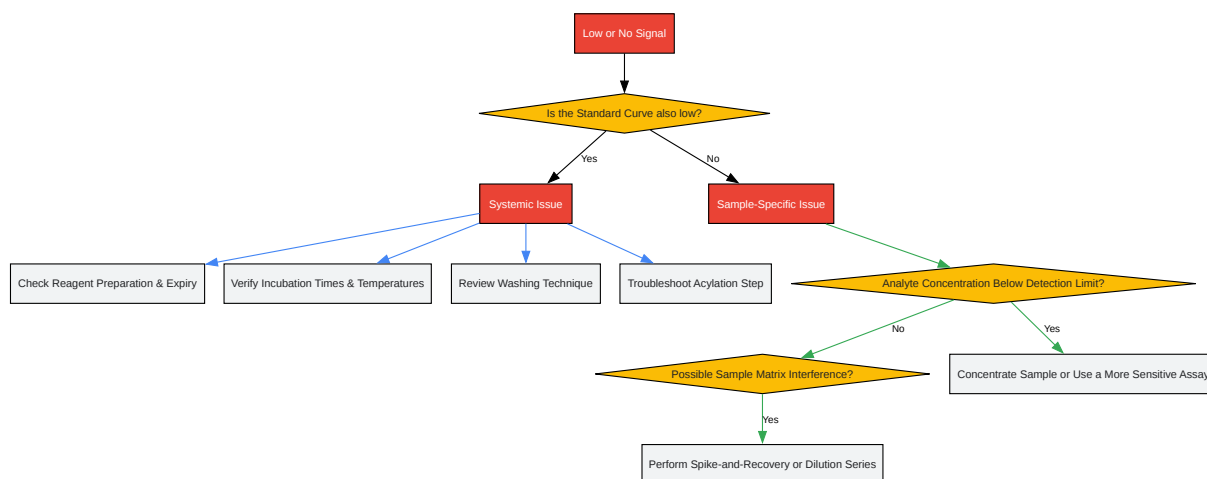 Low or No Signal
Is the Standard Curve also low?
Yes
No
Systemic Issue
Sample-Specific Issue
Check Reagent Preparation & Expiry
Verify Incubation Times & Temperatures
Review Washing Technique
Troubleshoot Acylation Step
Analyte Concentration Below Detection Limit?
No
Yes
Possible Sample Matrix Interference?
Concentrate Sample or Use a More Sensitive Assay
Yes
Perform Spike-and-Recovery or Dilution Series